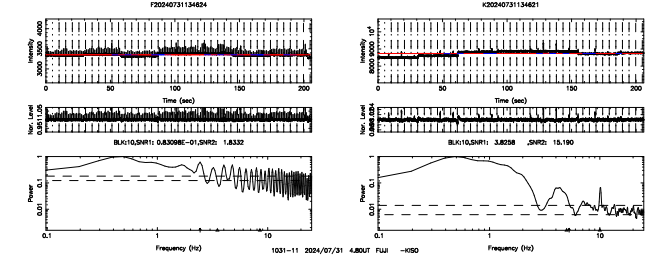 F20240731134624
K20240731134621
Intensity
3000 3500 4000
0 50 100 150 200
Time (sec)
Intensity
8000 9000 10⁴
0 50 100 150 200
Time (sec)
Nor. Level
Nor. Level
BLK:10,SNR1: 0.83098E-01,SNR2: 1.8332
BLK:10,SNR1: 3.8258 ,SNR2: 15.190
Power
1
0.1
0.01
0.1 1 10
Frequency (Hz)
Power
1
0.1
0.01
0.1 1 10
Frequency (Hz)
1031-11 2024/07/31 4.80UT FUJI -KISO